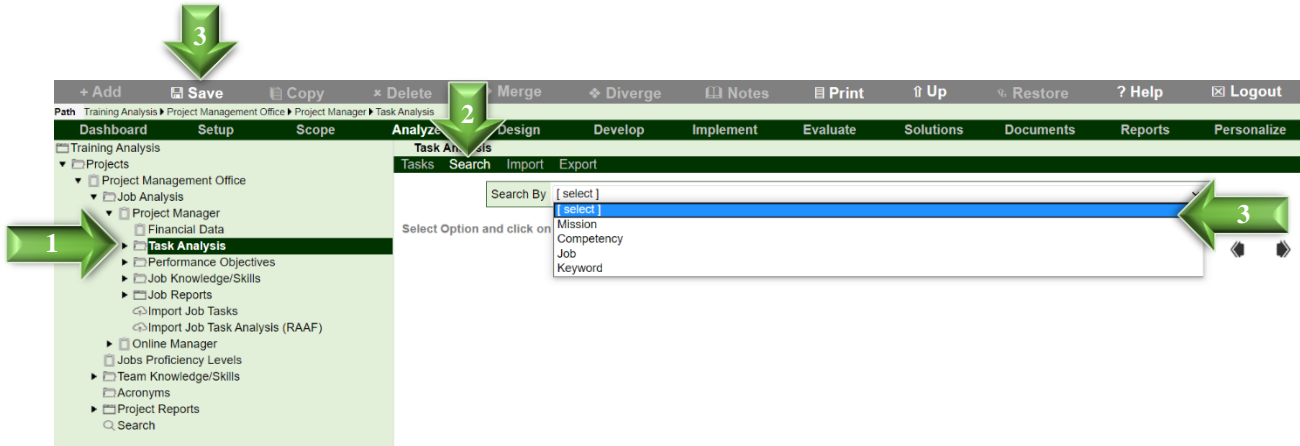 3
+ Add Save Copy × Delete Merge Diverge Notes Print Up Restore ? Help Logout
Path Training Analysis Project Management Office Project Manager Task Analysis
2
Dashboard Setup Scope Analyze Design Develop Implement Evaluate Solutions Documents Reports Personalize
Training Analysis
Task Analysis
Projects
Tasks Search Import Export
Project Management Office
Search By [ select ]
Job Analysis
[ select ]
Project Manager
3
Mission
Financial Data
Select Option and click on
Competency
1
Task Analysis
Job
Performance Objectives
Keyword
Job Knowledge/Skills
Job Reports
Import Job Tasks
Import Job Task Analysis (RAAF)
Online Manager
Jobs Proficiency Levels
Team Knowledge/Skills
Acronyms
Project Reports
Search